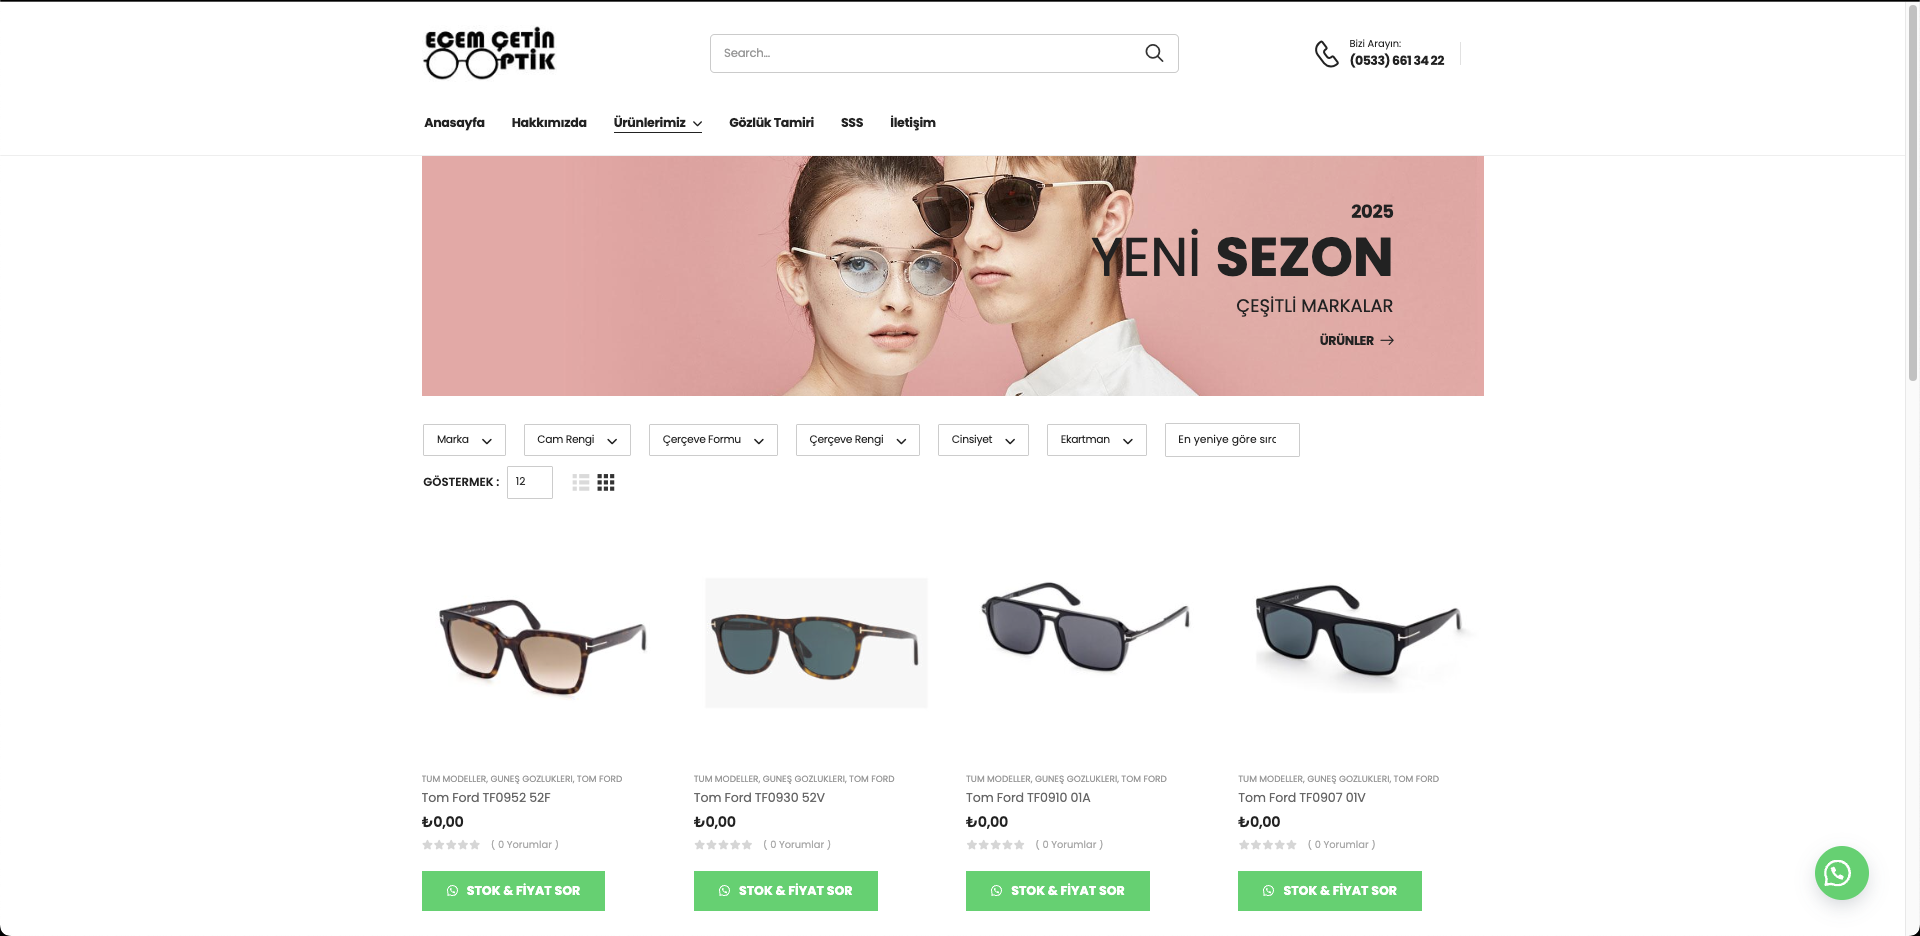 ECEM ÇETİN
OPTİK
Search...
Bizi Arayın:
(0533) 661 34 22
Anasayfa
Hakkımızda
Ürünlerimiz
Gözlük Tamiri
SSS
İletişim
2025
YENİ SEZON
ÇEŞİTLİ MARKALAR
ÜRÜNLER
Marka
Cam Rengi
Çerçeve Formu
Çerçeve Rengi
Cinsiyet
Ekartman
En yeniye göre sırc
GÖSTERMEK :
12
TUM MODELLER, GUNEŞ GOZLUKLERI, TOM FORD
Tom Ford TF0952 52F
₺0,00
( 0 Yorumlar )
STOK & FİYAT SOR
TUM MODELLER, GUNEŞ GOZLUKLERI, TOM FORD
Tom Ford TF0930 52V
₺0,00
( 0 Yorumlar )
STOK & FİYAT SOR
TUM MODELLER, GUNEŞ GOZLUKLERI, TOM FORD
Tom Ford TF0910 01A
₺0,00
( 0 Yorumlar )
STOK & FİYAT SOR
TUM MODELLER, GUNEŞ GOZLUKLERI, TOM FORD
Tom Ford TF0907 01V
₺0,00
( 0 Yorumlar )
STOK & FİYAT SOR